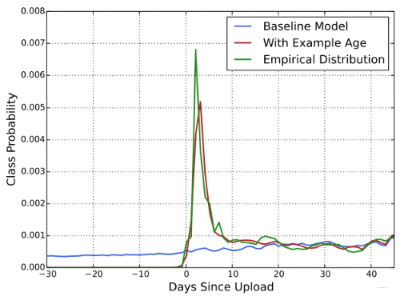 0.008
0.007
0.006
0.005
0.004
0.003
0.002
0.001
0.000
Class Probability
Baseline Model
With Example Age
Empirical Distribution
−30 −20 −10 0 10 20 30 40
Days Since Upload